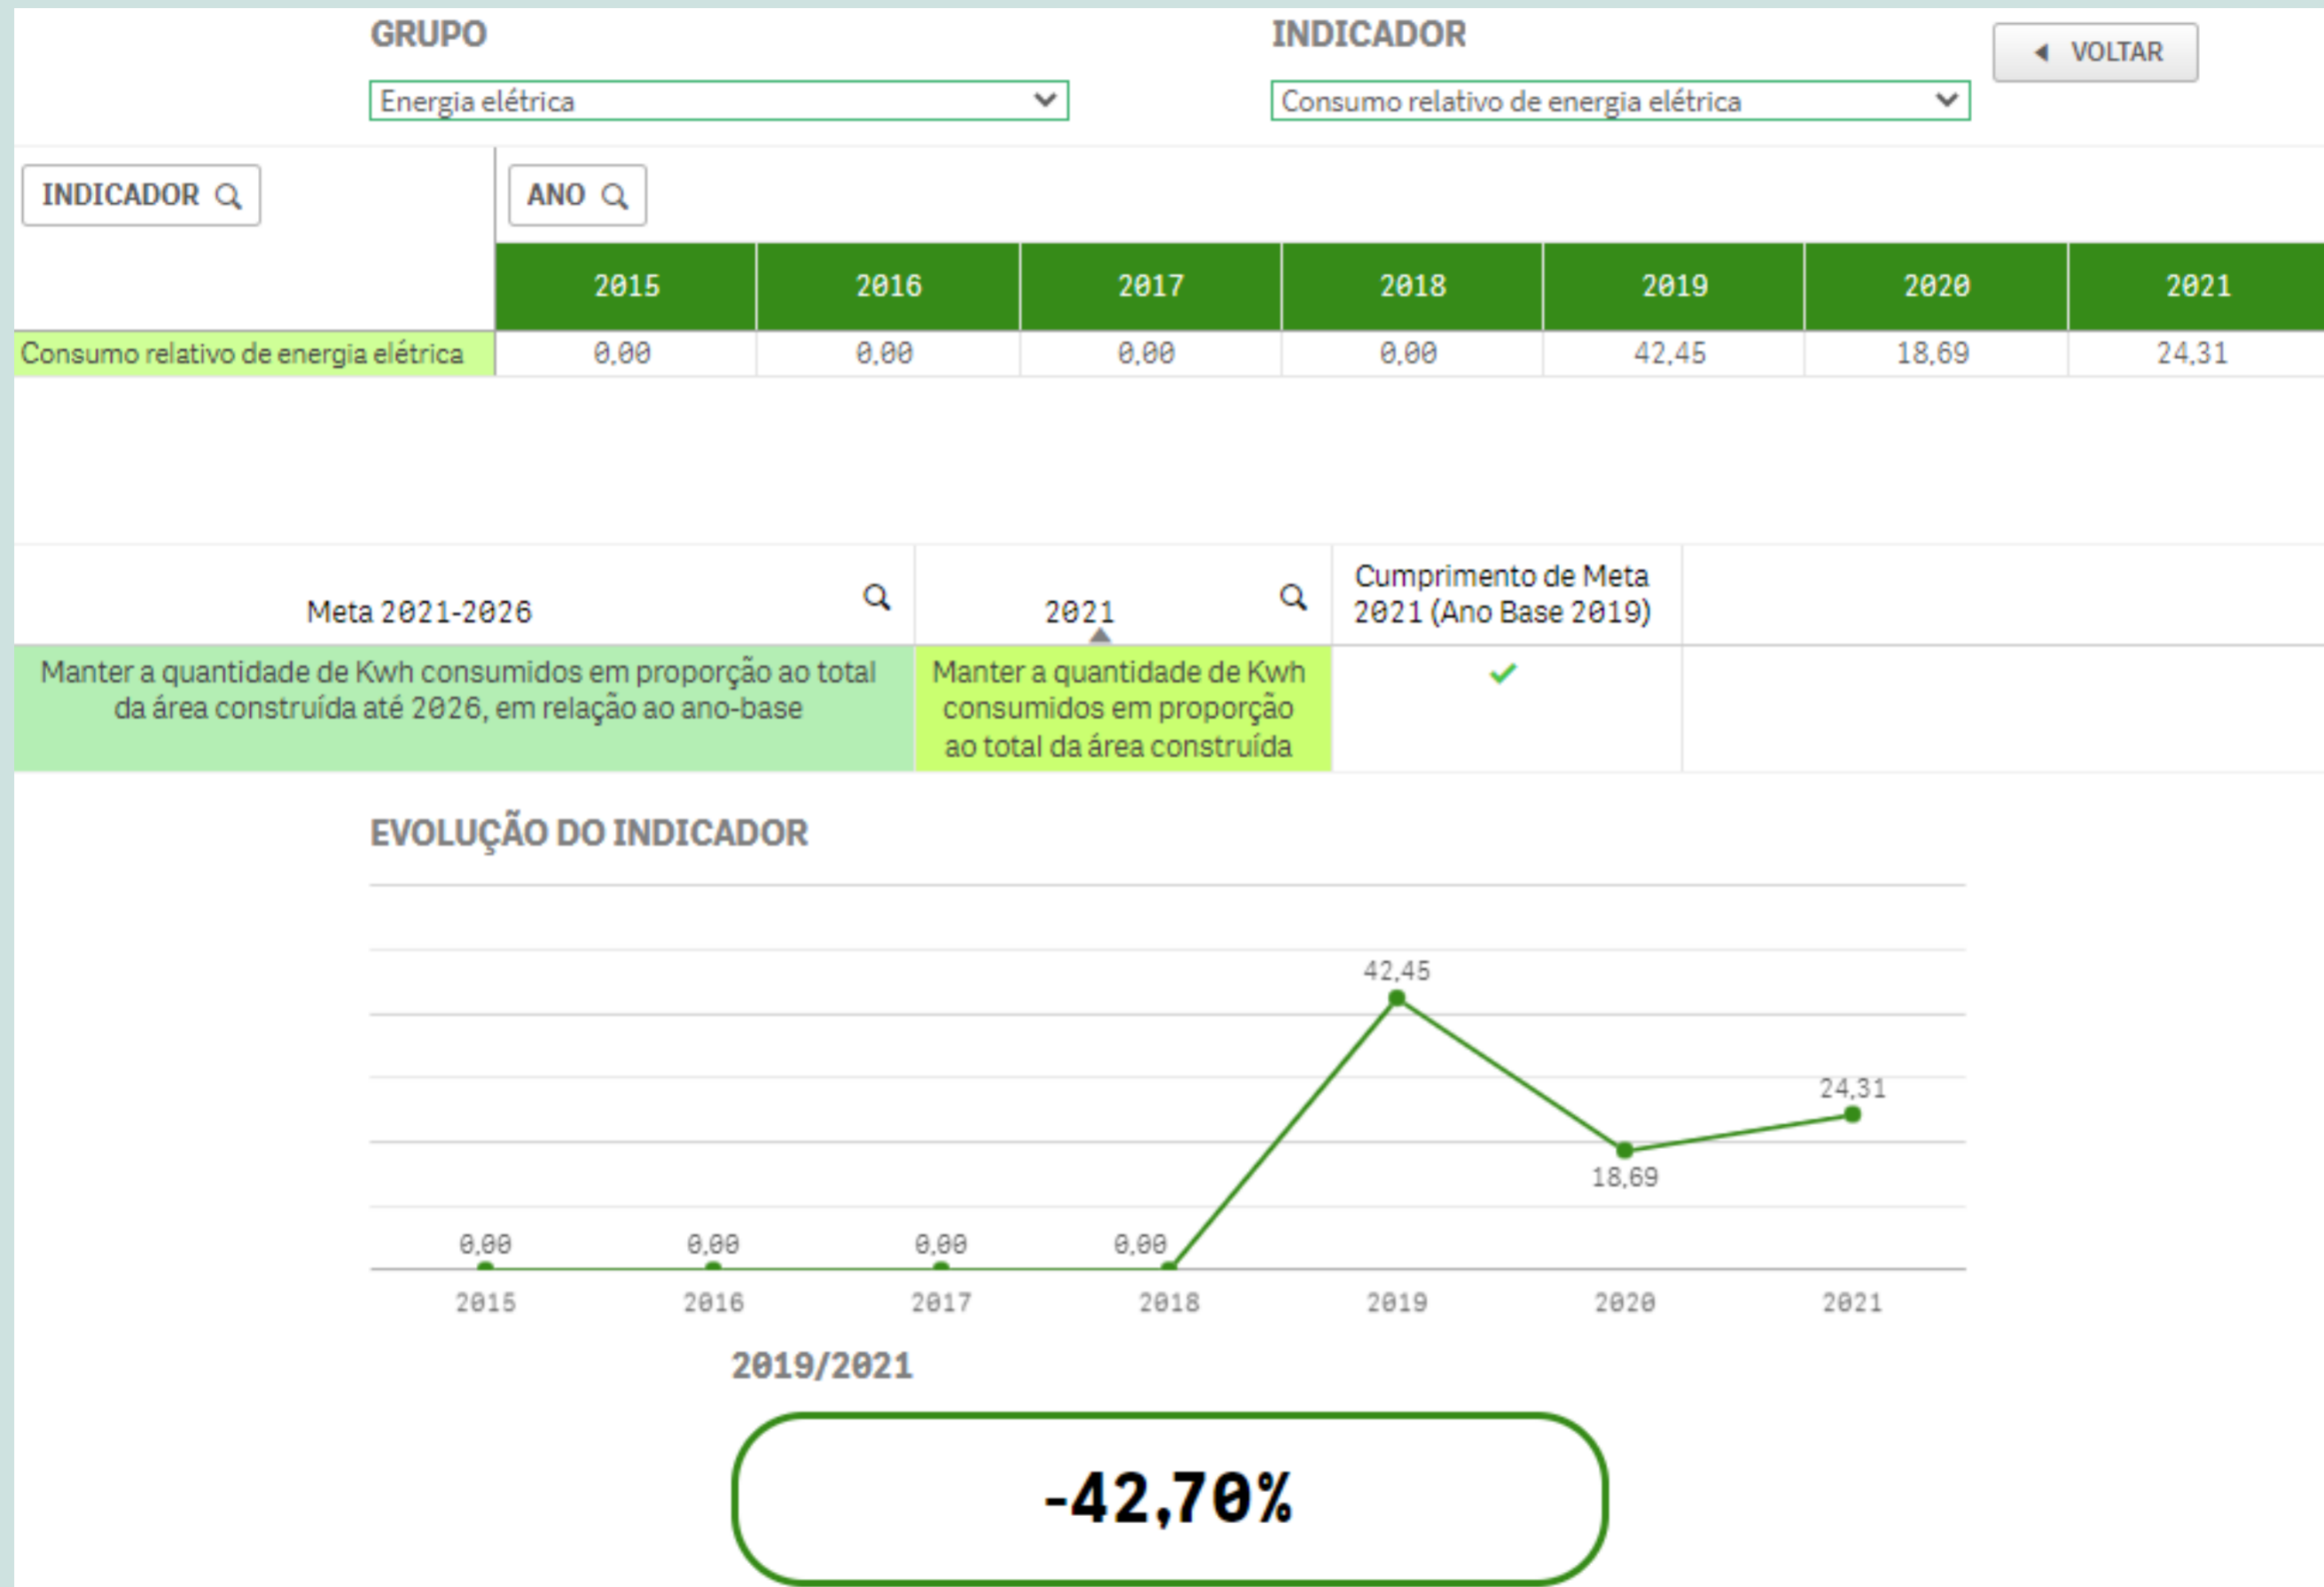 GRUPO
INDICADOR
VOLTAR
Energia elétrica
Consumo relativo de energia elétrica
INDICADOR
ANO
2015 2016 2017 2018 2019 2020 2021
Consumo relativo de energia elétrica 0,00 0,00 0,00 0,00 42,45 18,69 24,31
Meta 2021-2026
2021
Cumprimento de Meta
2021 (Ano Base 2019)
Manter a quantidade de Kwh consumidos em proporção ao total
da área construída até 2026, em relação ao ano-base
Manter a quantidade de Kwh
consumidos em proporção
ao total da área construída
EVOLUÇÃO DO INDICADOR
42,45
24,31
18,69
0,00 0,00 0,00 0,00
2015 2016 2017 2018 2019 2020 2021
2019/2021
-42,70%